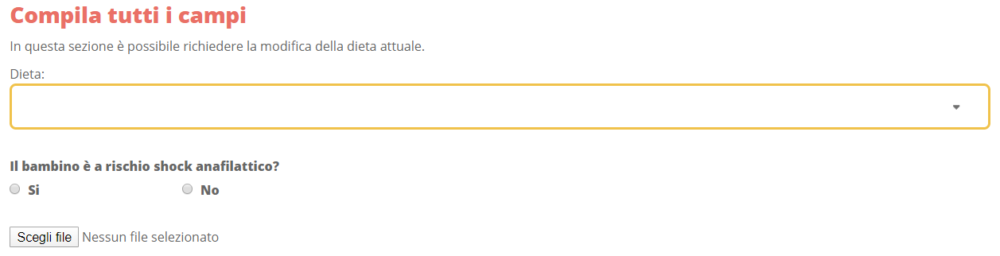 Compila tutti i campi
In questa sezione è possibile richiedere la modifica della dieta attuale.
Dieta:
Il bambino è a rischio shock anafilattico?
Si No
Scegli file Nessun file selezionato